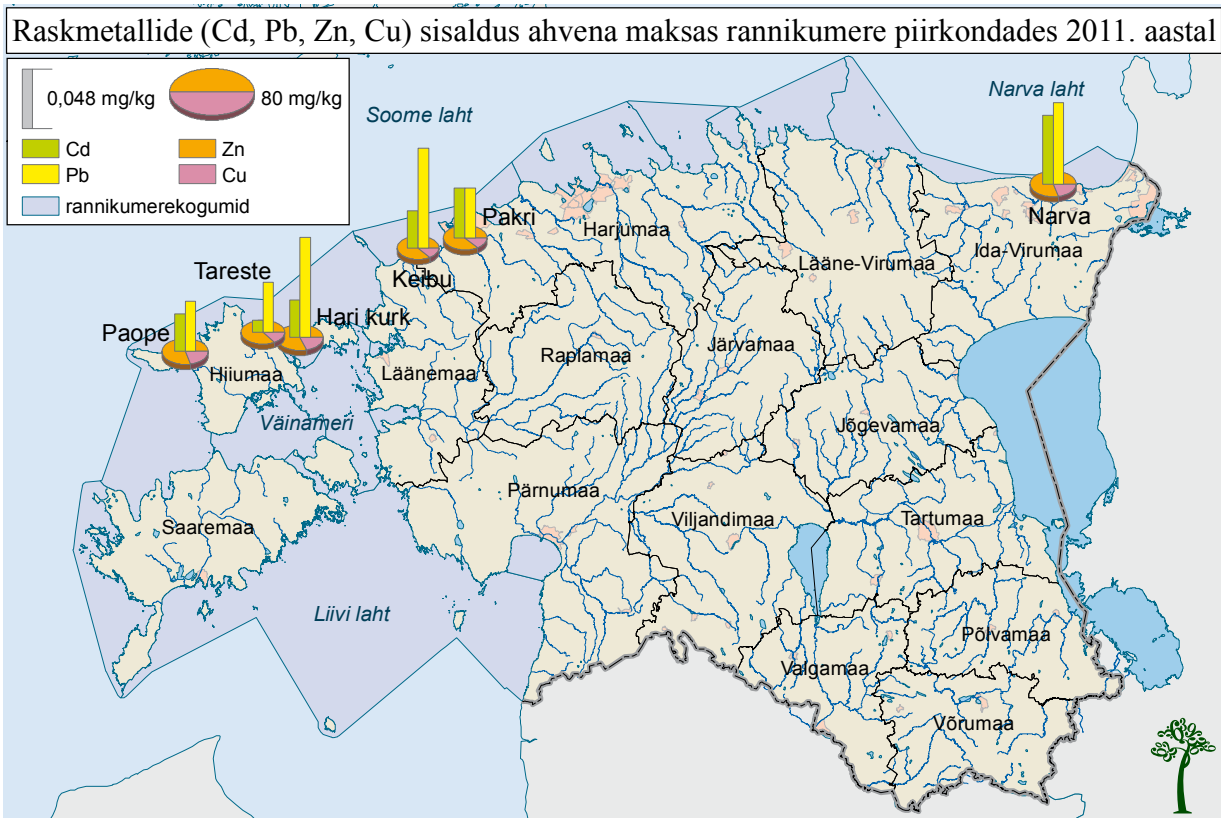 Raskmetallide (Cd, Pb, Zn, Cu) sisaldus ahvena maksas rannikumere piirkondades 2011. aastal
0,048 mg/kg
80 mg/kg
Cd
Zn
Pb
Cu
rannikumerekogumid
Soome laht
Narva laht
Narva
Pakri
Keibu
Harjumaa
Lääne-Virumaa
Ida-Virumaa
Tareste
Hari kurk
Paope
Hiiumaa
Läänemaa
Raplamaa
Järvamaa
Väinameri
Jõgevamaa
Pärnumaa
Saaremaa
Viljandimaa
Tartumaa
Liivi laht
Põlvamaa
Valgamaa
Võrumaa